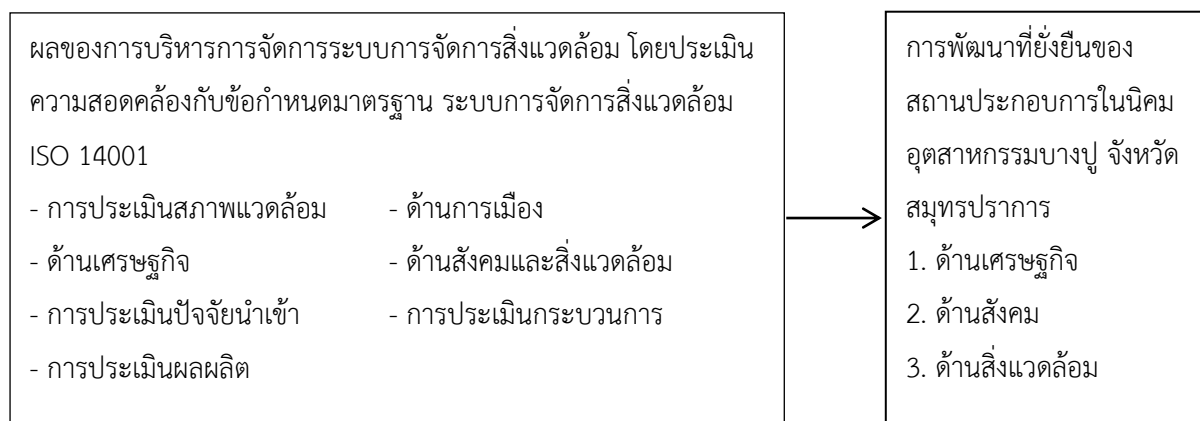 ผลของการบริหารการจัดการระบบการจัดการสิ่งแวดล้อม โดยประเมิน
ความสอดคล้องกับข้อกำหนดมาตรฐาน ระบบการจัดการสิ่งแวดล้อม
ISO 14001
- การประเมินสภาพแวดล้อม - ด้านการเมือง
- ด้านเศรษฐกิจ - ด้านสังคมและสิ่งแวดล้อม
- การประเมินปัจจัยนำเข้า - การประเมินกระบวนการ
- การประเมินผลผลิต
การพัฒนาที่ยั่งยืนของ
สถานประกอบการในนิคม
อุตสาหกรรมบางปู จังหวัด
สมุทรปราการ
1. ด้านเศรษฐกิจ
2. ด้านสังคม
3. ด้านสิ่งแวดล้อม